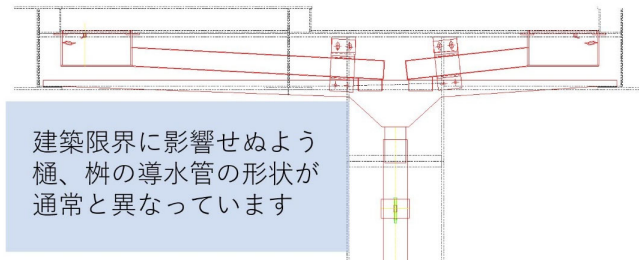 建築限界に影響せぬよう
樋、桝の導水管の形状が
通常と異なっています